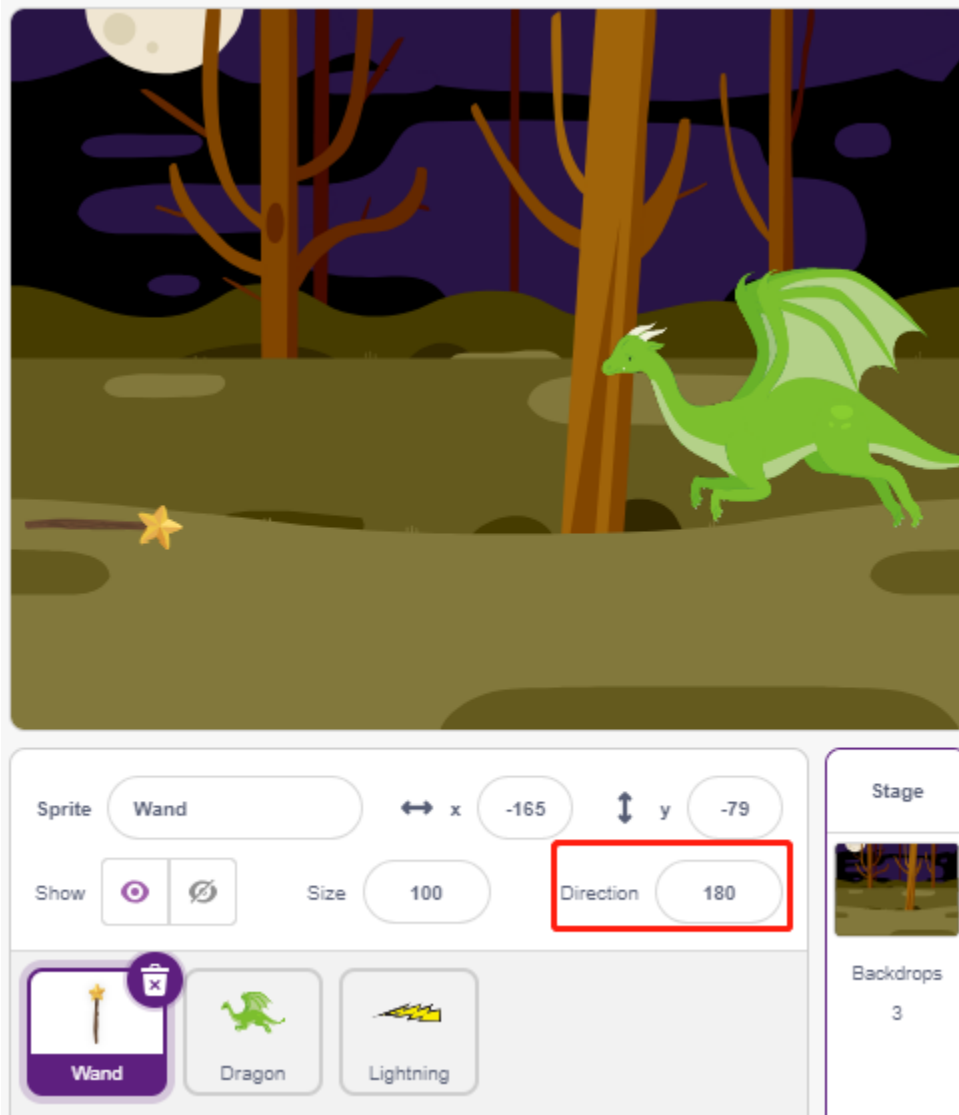 Sprite Wand x -165 y -79 Stage
Show Size 100 Direction 180
Backdrops
3
Wand Dragon Lightning